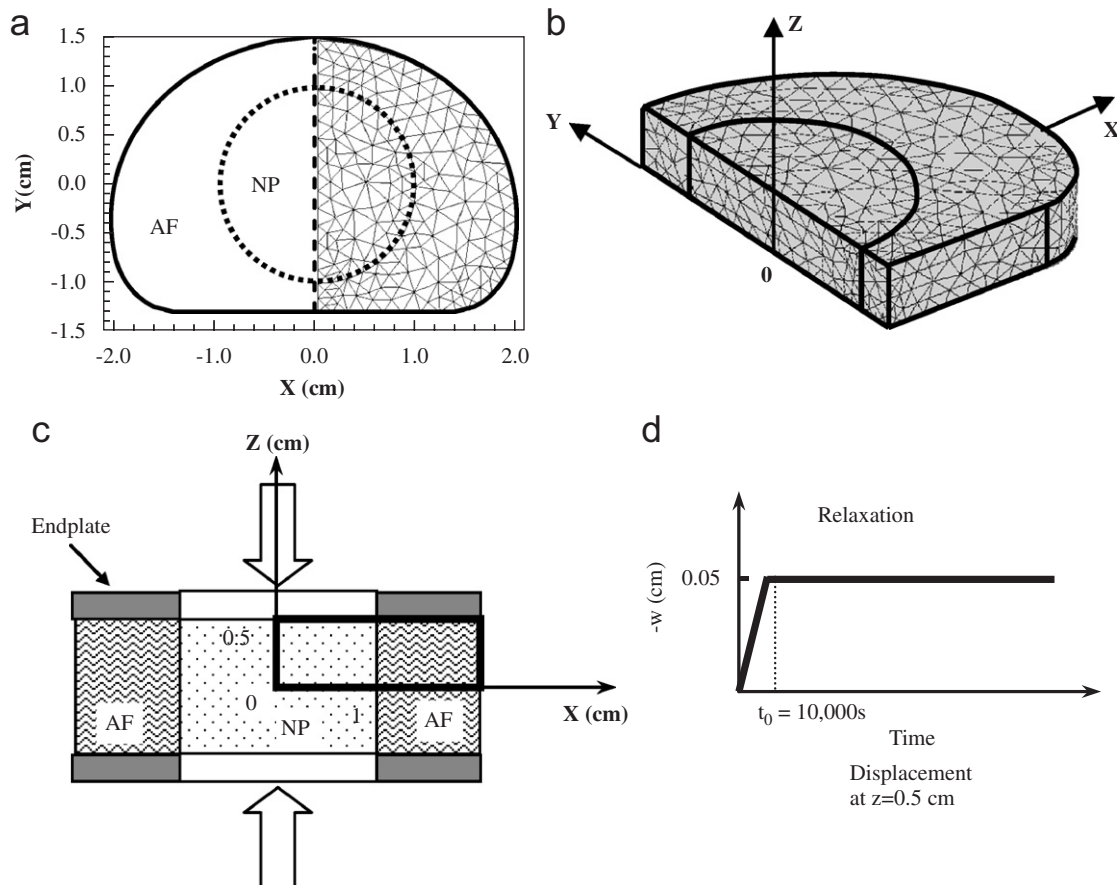 a
1.5
1.0
0.5
0.0
-0.5
-1.0
-1.5
Y(cm)
NP
AF
-2.0
-1.0
0.0
1.0
2.0
X (cm)
b
Z
Y
X
0
c
Z (cm)
Endplate
0.5
0
1
AF
NP
AF
X (cm)
d
Relaxation
0.05
-w (cm)
t0 = 10,000s
Time
Displacement
at z=0.5 cm